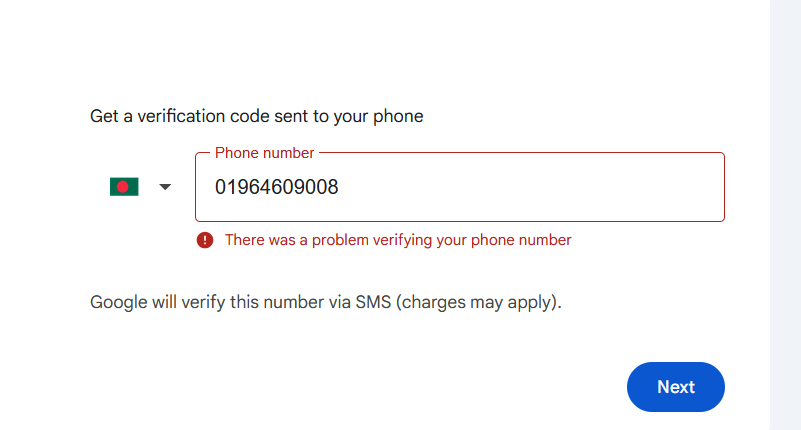 Get a verification code sent to your phone
Phone number
01964609008
There was a problem verifying your phone number
Google will verify this number via SMS (charges may apply).
Next